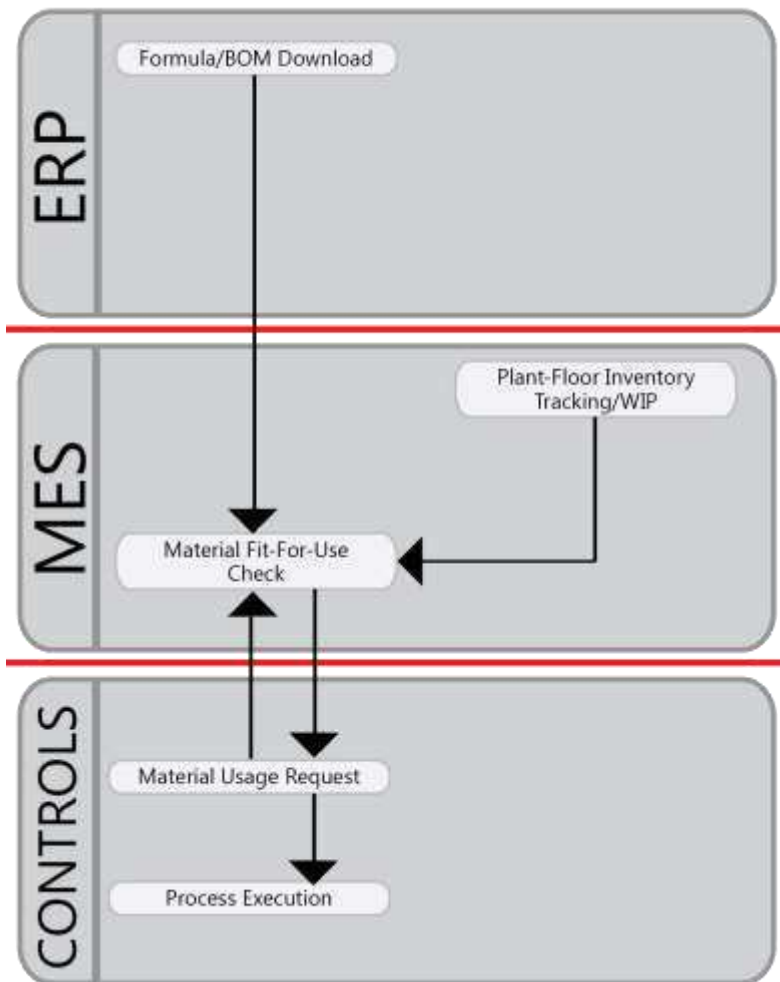 ERP
Formula/BOM Download
MES
Plant-Floor Inventory
Tracking/WIP
Material Fit-For-Use
Check
CONTROLS
Material Usage Request
Process Execution